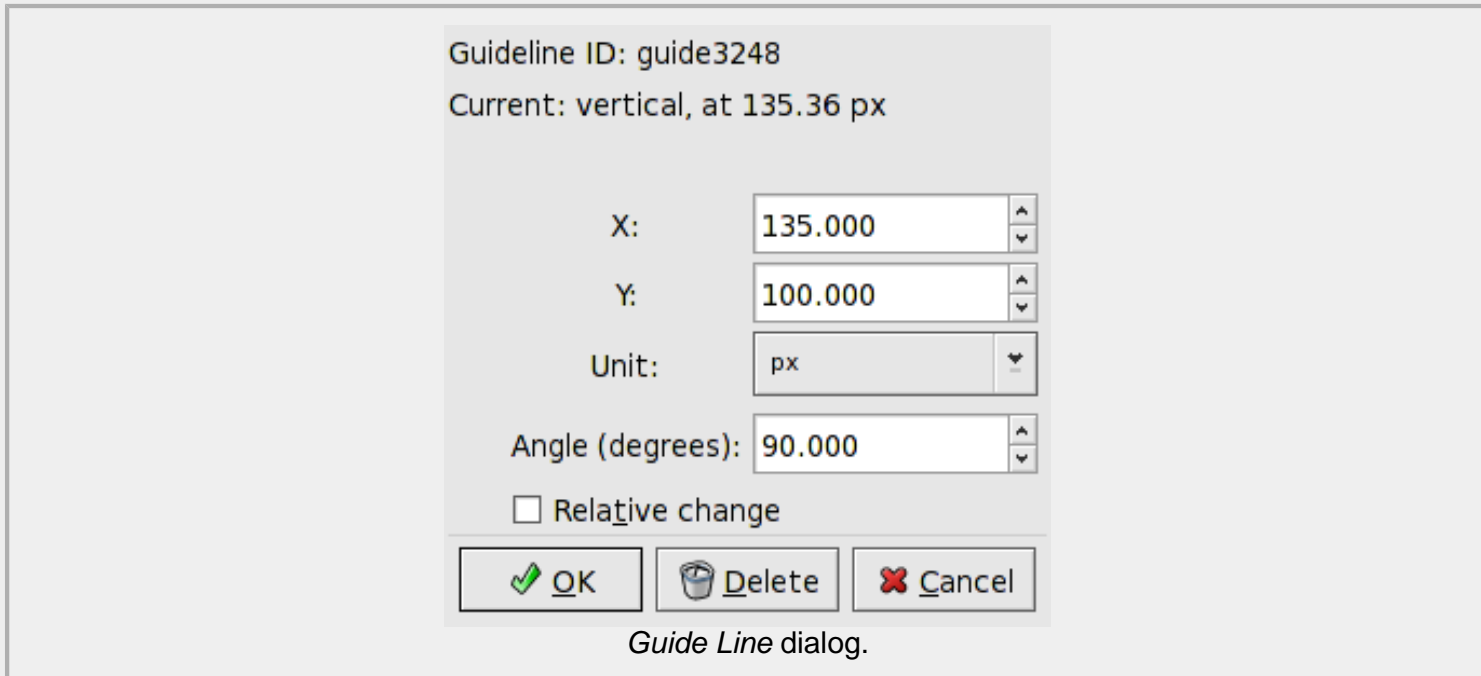 Guideline ID: guide3248
Current: vertical, at 135.36 px
X: 135.000
Y: 100.000
Unit: px
Angle (degrees): 90.000
Relative change
OK Delete Cancel
Guide Line dialog.